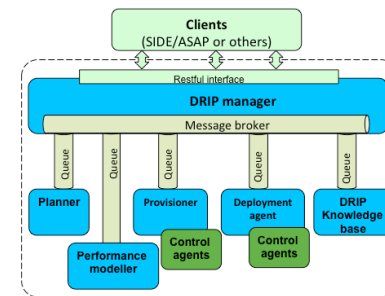 Clients
(SIDE/ASAP or others)
Restful interface
DRIP manager
Message broker
Queue
Queue
Queue
Queue
Queue
Planner
Provisioner
Deployment
agent
DRIP
Knowledge
base
Performance
modeller
Control
agents
Control
agents